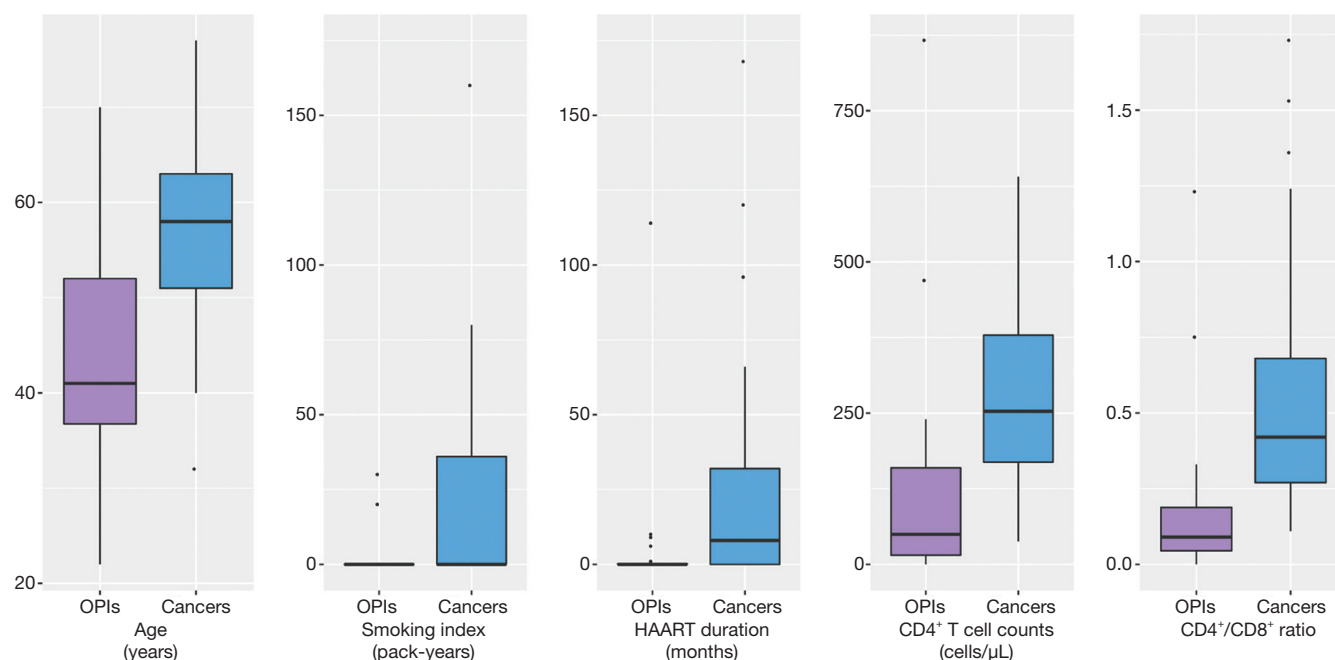 60
40
20
OPIs Cancers
Age
(years)
150
100
50
0
OPIs Cancers
Smoking index
(pack-years)
150
100
50
0
OPIs Cancers
HAART duration
(months)
750
500
250
0
OPIs Cancers
CD4⁺ T cell counts
(cells/µL)
1.5
1.0
0.5
0.0
OPIs Cancers
CD4⁺/CD8⁺ ratio